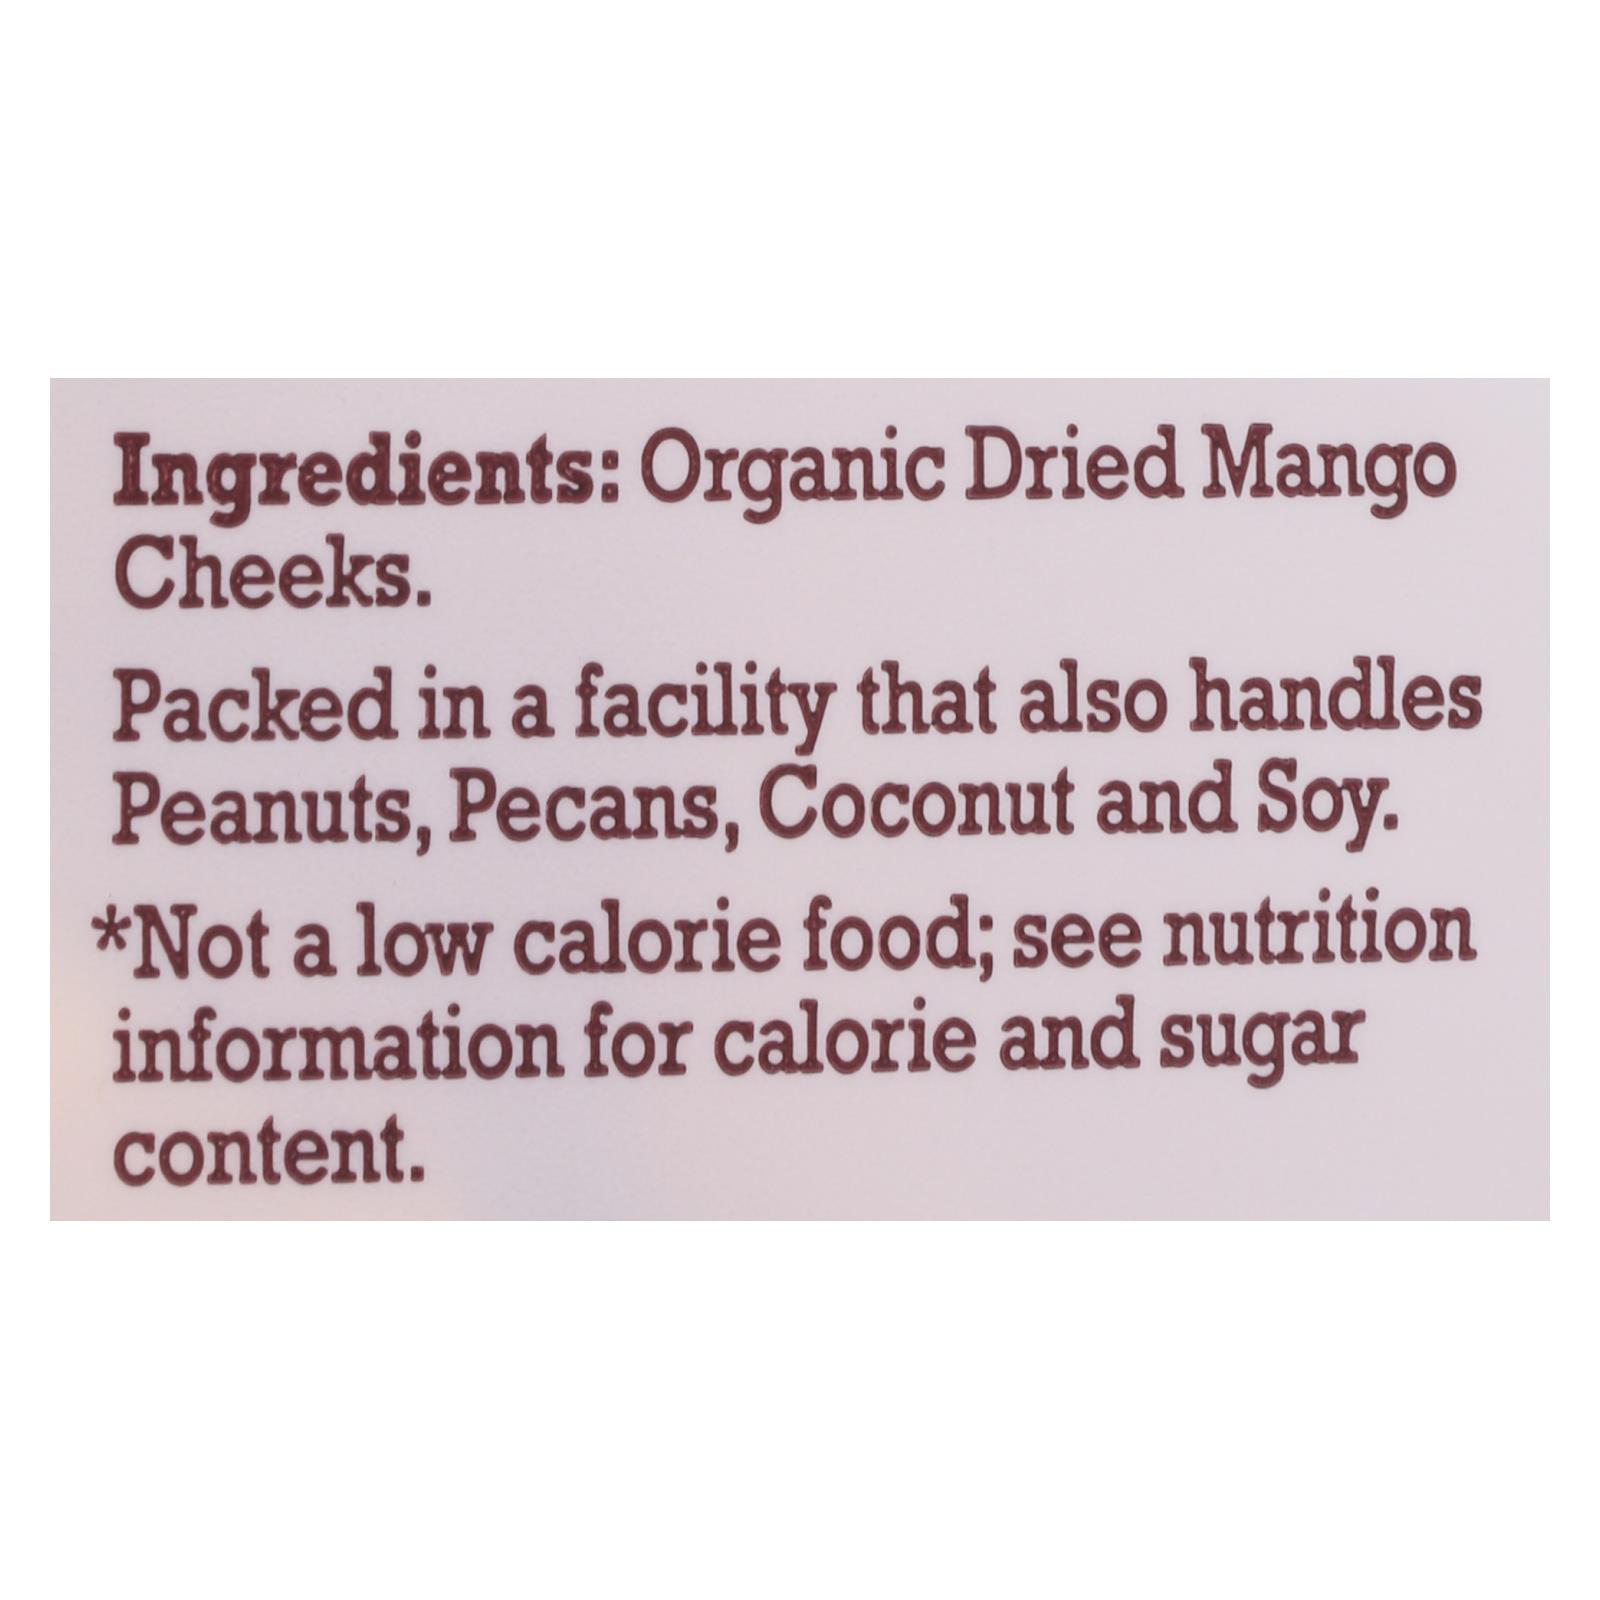 Ingredients: Organic Dried Mango
Cheeks.
Packed in a facility that also handles
Peanuts, Pecans, Coconut and Soy.
*Not a low calorie food; see nutrition
information for calorie and sugar
content.